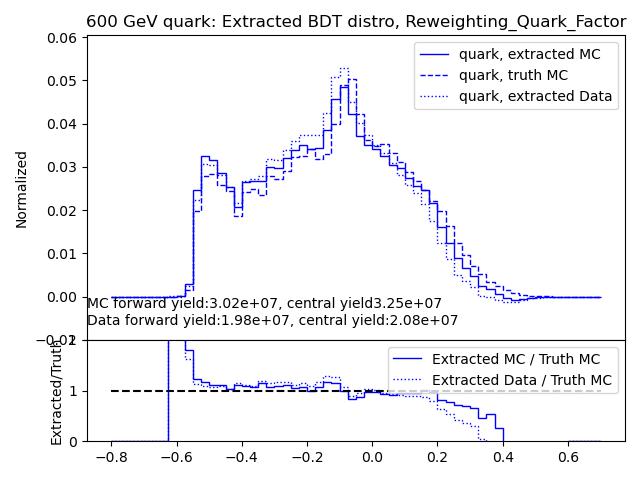 600 GeV quark: Extracted BDT distro, Reweighting_Quark_Factor
0.06
0.05
0.04
0.03
0.02
0.01
0.00
−0.01
Normalized
quark, extracted MC
quark, truth MC
quark, extracted Data
MC forward yield:3.02e+07, central yield3.25e+07
Data forward yield:1.98e+07, central yield:2.08e+07
2
1
0
Extracted/Truth
Extracted MC / Truth MC
Extracted Data / Truth MC
−0.8 −0.6 −0.4 −0.2 0.0 0.2 0.4 0.6